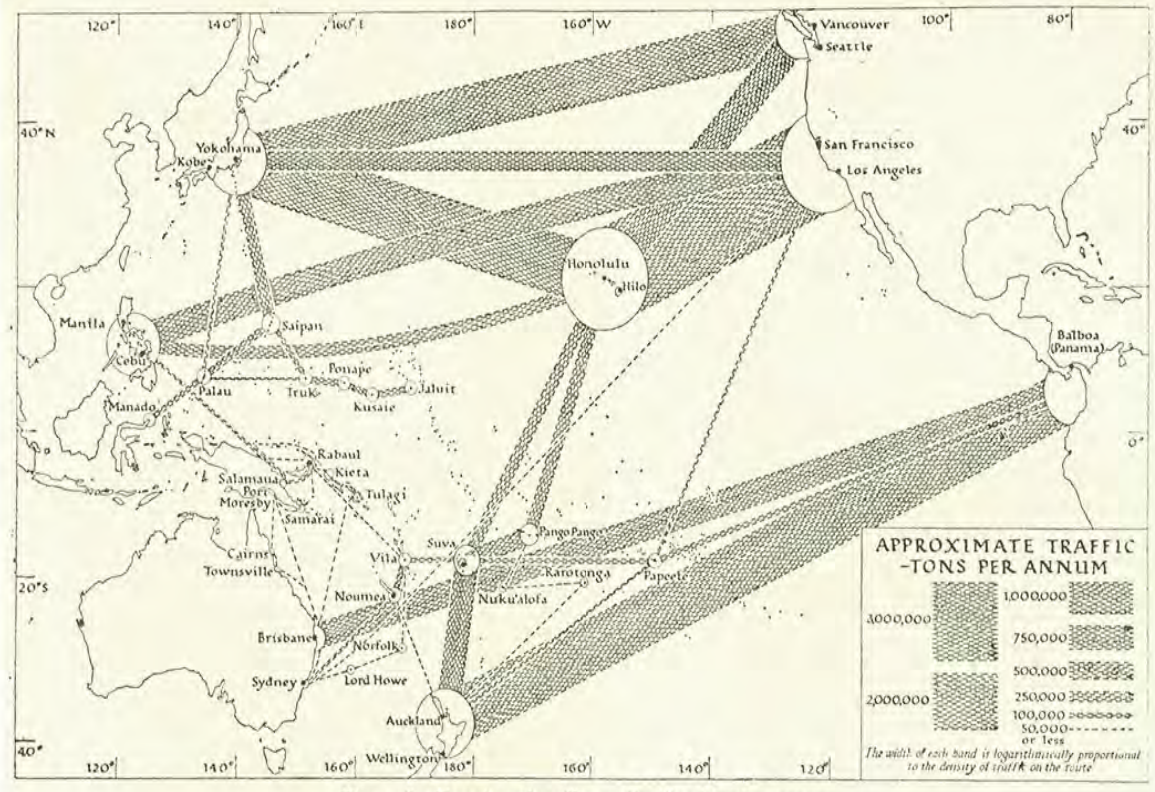 120°
140°
160°E
180°
160°W
100°
80°
Vancouver
Seattle
40°N
40°
Yokohama
Kobe
San Francisco
Los Angeles
Honolulu
Hilo
Manila
Cebu
Saipan
Balboa
(Panama)
Ponape
Palau
Truk
Jaluit
Kusaie
Manado
0°
0°
Rabaul
Salamaua
Kieta
Port
Moresby
Tulagi
Samarai
Cairns
Vila
Suva
Pango Pango
Townsville
Rarotonga
Papeete
20°S
Noumea
Nuku'alofa
Brisbane
Norfolk
Sydney
Lord Howe
Auckland
40°
Wellington
120°
140°
160°
180°
160°
140°
120°
APPROXIMATE TRAFFIC
-TONS PER ANNUM
3,000,000
2,000,000
1,000,000
750,000
500,000
250,000
100,000
50,000
or less
The width of each band is logarithmically proportional
to the density of traffic on the route